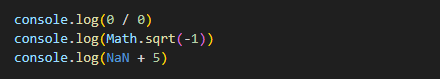 console.log(0 / 0)
console.log(Math.sqrt(-1))
console.log(NaN + 5)